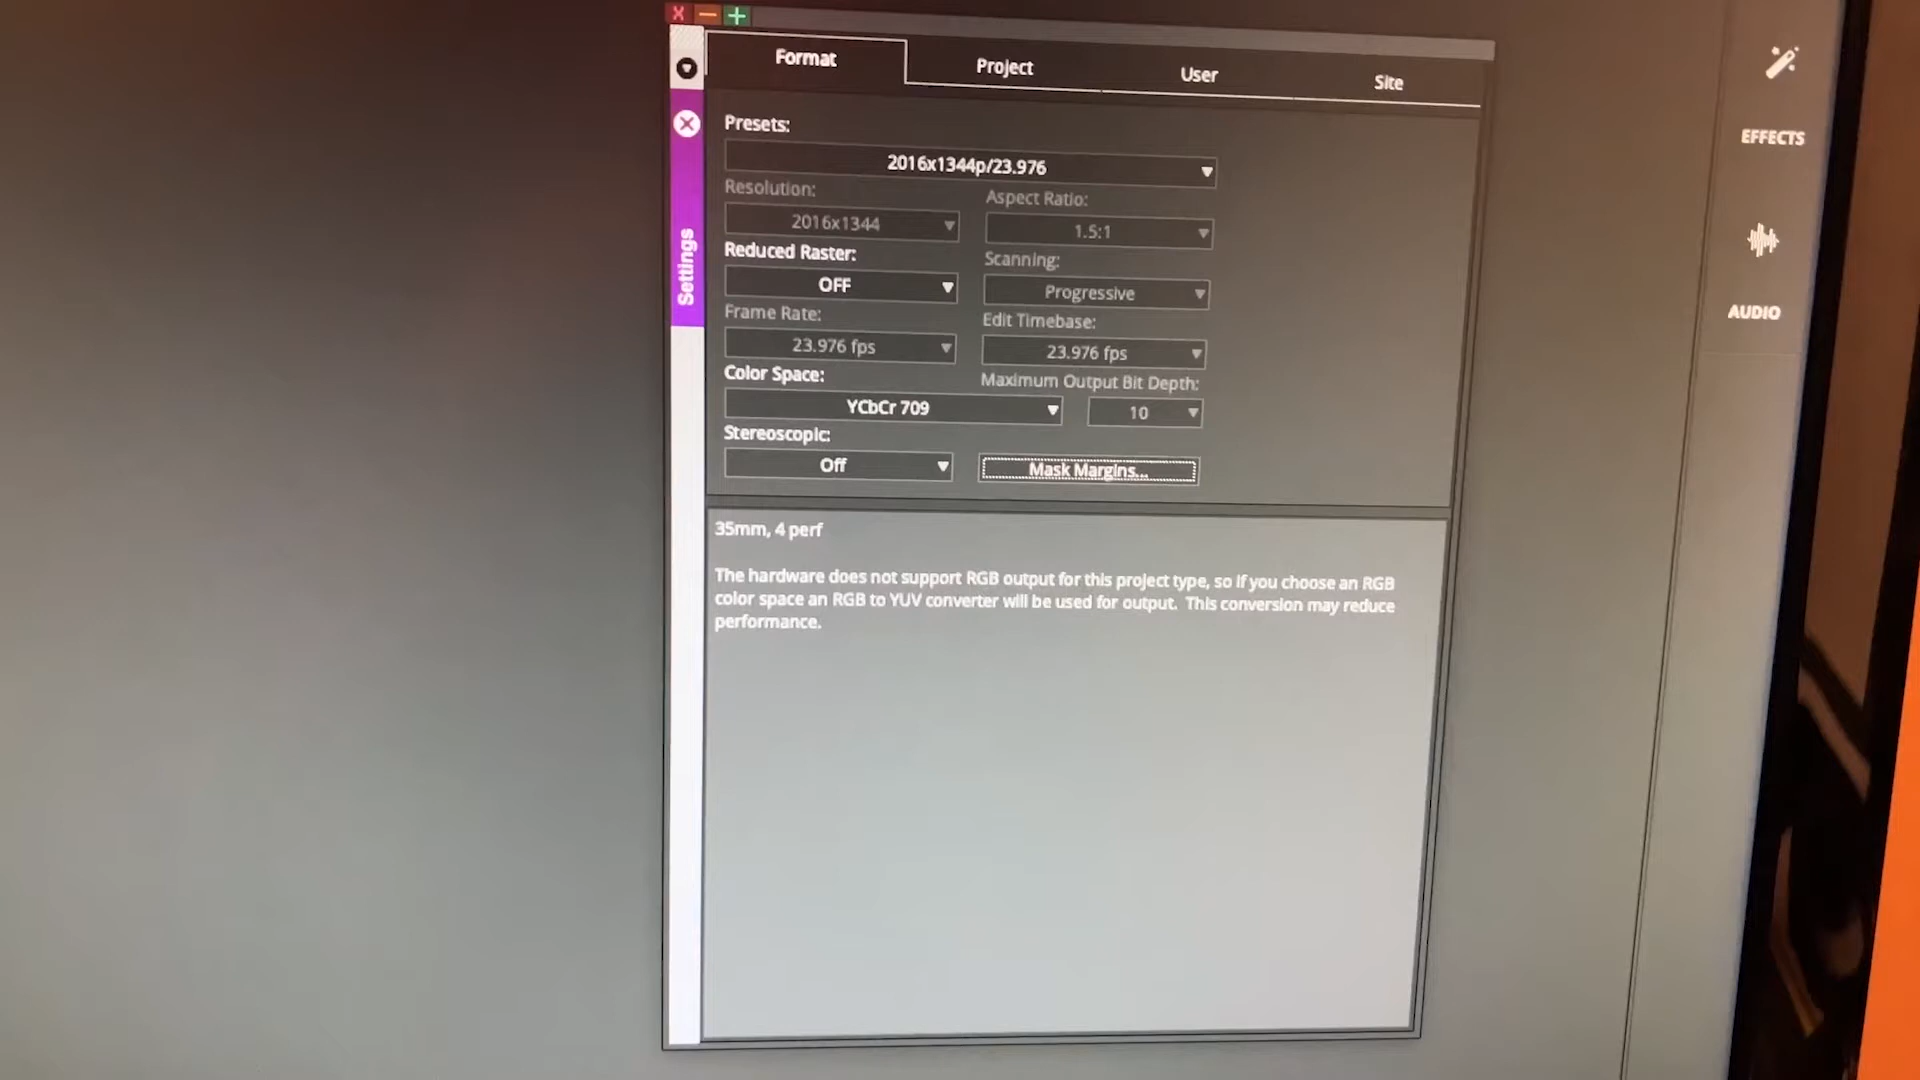 Format
Project
User
Site
Settings
Presets:
2016x1344p/23.976
Resolution:
Aspect Ratio:
2016x1344
1.5:1
Reduced Raster:
Scanning:
OFF
Progressive
Frame Rate:
Edit Timebase:
23.976 fps
23.976 fps
Color Space:
Maximum Output Bit Depth:
YCbCr 709
10
Stereoscopic:
Off
Mask Margins...
35mm, 4 perf
The hardware does not support RGB output for this project type, so if you choose an RGB
color space an RGB to YUV converter will be used for output. This conversion may reduce
performance.
EFFECTS
AUDIO